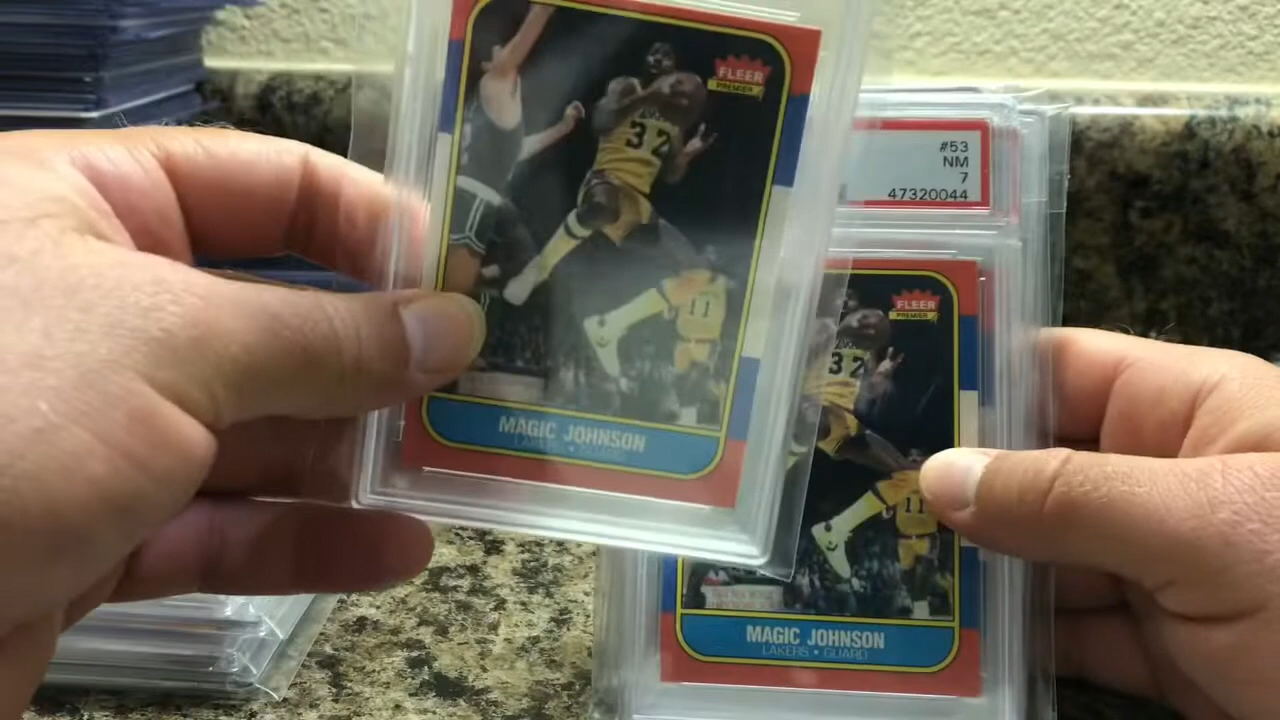 FLEER
PREMIER
32
11
MAGIC JOHNSON
LAKERS • GUARD
#53
NM
7
47320044
FLEER
PREMIER
32
11
MAGIC JOHNSON
LAKERS • GUARD